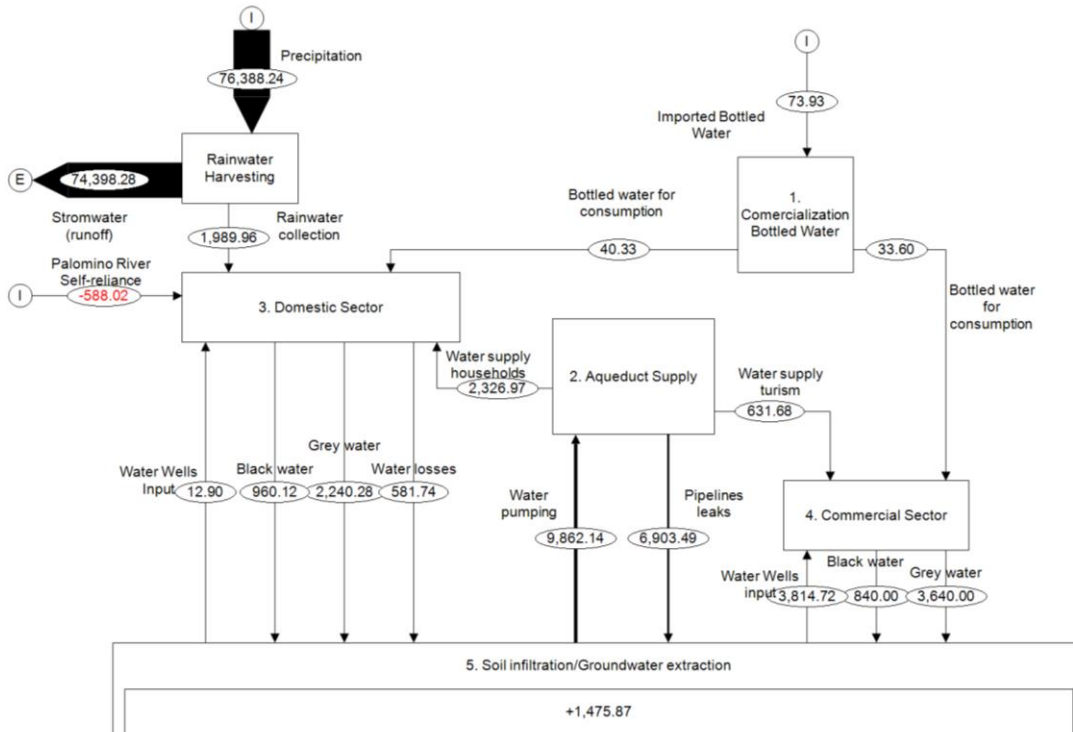 I
Precipitation
76,388.24
I
73.93
Imported Bottled
Water
Rainwater
Harvesting
E
74,398.28
Stromwater
(runoff)
1,989.96
Rainwater
collection
Bottled water for
consumption
1.
Comercialization
Bottled Water
40.33
33.60
Palomino River
Self-reliance
I
-588.02
3. Domestic Sector
Bottled water
for
consumption
Water supply
households
2,326.97
2. Aqueduct Supply
Water supply
turism
631.68
Water Wells
Input
12.90
Black water
960.12
Grey water
2,240.28
Water losses
581.74
Water
pumping
9,862.14
Pipelines
leaks
6,903.49
4. Commercial Sector
Water Wells
input
3,814.72
Black water
840.00
Grey water
3,640.00
5. Soil infiltration/Groundwater extraction
+1,475.87